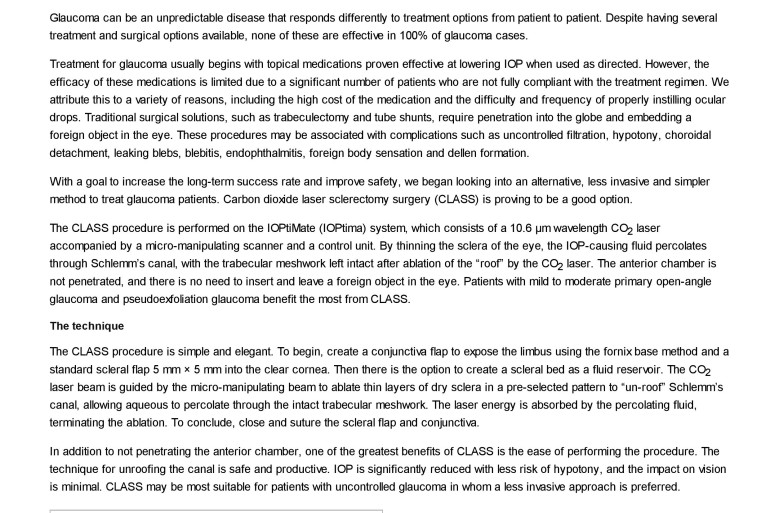 Glaucoma can be an unpredictable disease that responds differently to treatment options from patient to patient. Despite having several
treatment and surgical options available, none of these are effective in 100% of glaucoma cases.
Treatment for glaucoma usually begins with topical medications proven effective at lowering IOP when used as directed. However, the
efficacy of these medications is limited due to a significant number of patients who are not fully compliant with the treatment regimen. We
attribute this to a variety of reasons, including the high cost of the medication and the difficulty and frequency of properly instilling ocular
drops. Traditional surgical solutions, such as trabeculectomy and tube shunts, require penetration into the globe and embedding a
foreign object in the eye. These procedures may be associated with complications such as uncontrolled filtration, hypotony, choroidal
detachment, leaking blebs, blebitis, endophthalmitis, foreign body sensation and dellen formation.
With a goal to increase the long-term success rate and improve safety, we began looking into an alternative, less invasive and simpler
method to treat glaucoma patients. Carbon dioxide laser sclerectomy surgery (CLASS) is proving to be a good option.
The CLASS procedure is performed on the IOPtiMate (IOPtima) system, which consists of a 10.6 µm wavelength CO₂ laser
accompanied by a micro-manipulating scanner and a control unit. By thinning the sclera of the eye, the IOP-causing fluid percolates
through Schlemm's canal, with the trabecular meshwork left intact after ablation of the “roof” by the CO₂ laser. The anterior chamber is
not penetrated, and there is no need to insert and leave a foreign object in the eye. Patients with mild to moderate primary open-angle
glaucoma and pseudoexfoliation glaucoma benefit the most from CLASS.
The technique
The CLASS procedure is simple and elegant. To begin, create a conjunctiva flap to expose the limbus using the fornix base method and a
standard scleral flap 5 mm × 5 mm into the clear cornea. Then there is the option to create a scleral bed as a fluid reservoir. The CO₂
laser beam is guided by the micro-manipulating beam to ablate thin layers of dry sclera in a pre-selected pattern to “un-roof” Schlemm's
canal, allowing aqueous to percolate through the intact trabecular meshwork. The laser energy is absorbed by the percolating fluid,
terminating the ablation. To conclude, close and suture the scleral flap and conjunctiva.
In addition to not penetrating the anterior chamber, one of the greatest benefits of CLASS is the ease of performing the procedure. The
technique for unroofing the canal is safe and productive. IOP is significantly reduced with less risk of hypotony, and the impact on vision
is minimal. CLASS may be most suitable for patients with uncontrolled glaucoma in whom a less invasive approach is preferred.